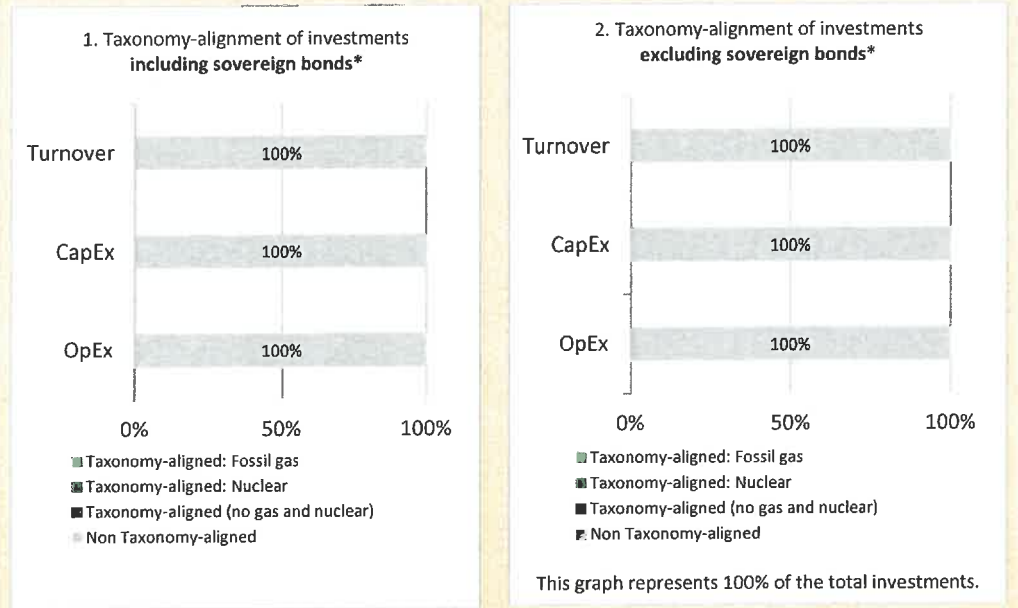 1. Taxonomy-alignment of investments
including sovereign bonds*
Turnover
100%
CapEx
100%
OpEx
100%
0%
50%
100%
Taxonomy-aligned: Fossil gas
Taxonomy-aligned: Nuclear
Taxonomy-aligned (no gas and nuclear)
Non Taxonomy-aligned
2. Taxonomy-alignment of investments
excluding sovereign bonds*
Turnover
100%
CapEx
100%
OpEx
100%
0%
50%
100%
Taxonomy-aligned: Fossil gas
Taxonomy-aligned: Nuclear
Taxonomy-aligned (no gas and nuclear)
Non Taxonomy-aligned
This graph represents 100% of the total investments.